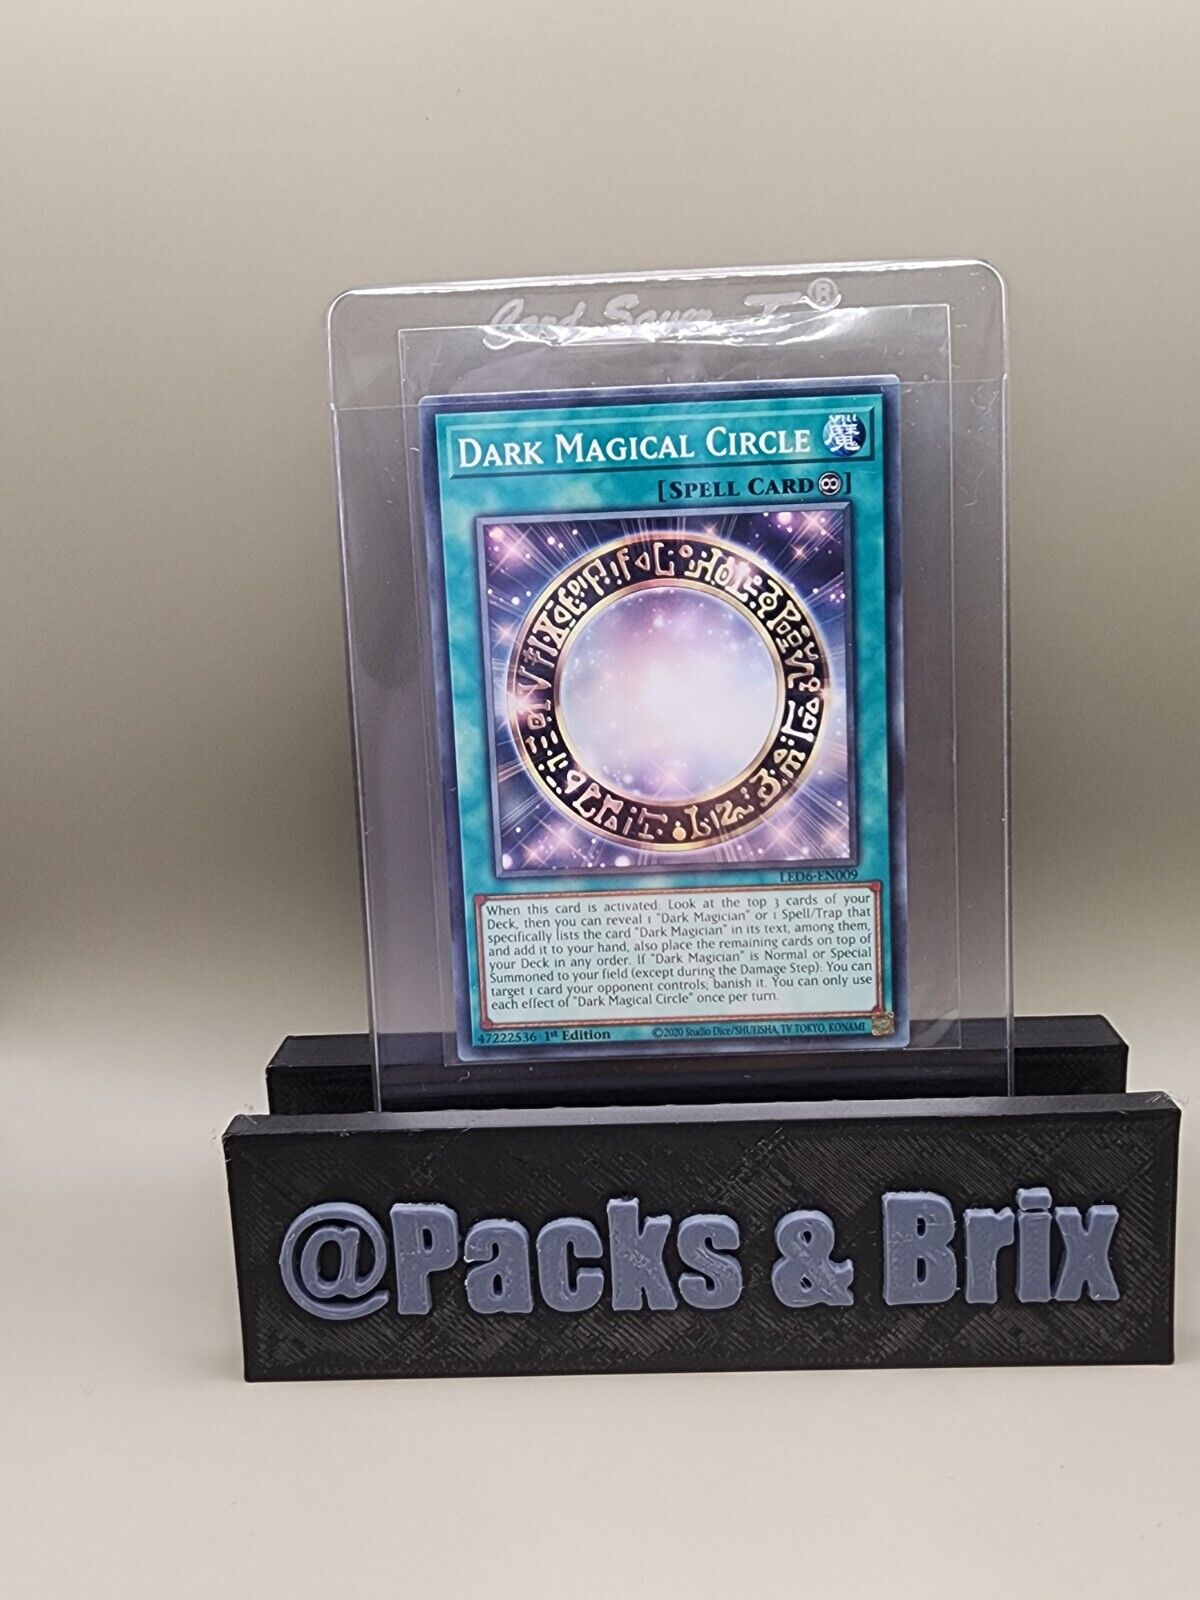 Card Saver I®
DARK MAGICAL CIRCLE
魔
[SPELL CARD]
LED6-EN009
When this card is activated: Look at the top 3 cards of your
Deck, then you can reveal 1 "Dark Magician" or 1 Spell/Trap that
specifically lists the card "Dark Magician" in its text, among them,
and add it to your hand, also place the remaining cards on top of
your Deck in any order. If "Dark Magician" is Normal or Special
Summoned to your field (except during the Damage Step): You can
target 1 card your opponent controls; banish it. You can only use
each effect of "Dark Magical Circle" once per turn.
47222536 1st Edition ©2020 Studio Dice/SHUEISHA, TV TOKYO, KONAMI
@Packs & Brix